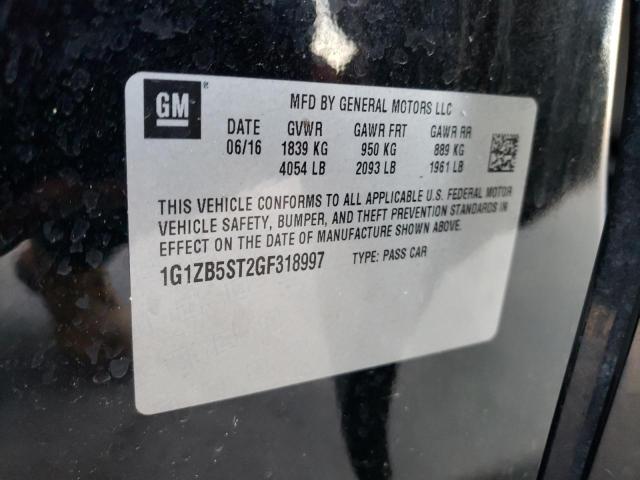 GM
MFD BY GENERAL MOTORS LLC
DATE GVWR GAWR FRT GAWR RR
06/16 1839 KG 950 KG 889 KG
4054 LB 2093 LB 1961 LB
THIS VEHICLE CONFORMS TO ALL APPLICABLE U.S. FEDERAL MOTOR
VEHICLE SAFETY, BUMPER, AND THEFT PREVENTION STANDARDS IN
EFFECT ON THE DATE OF MANUFACTURE SHOWN ABOVE.
1G1ZB5ST2GF318997 TYPE: PASS CAR